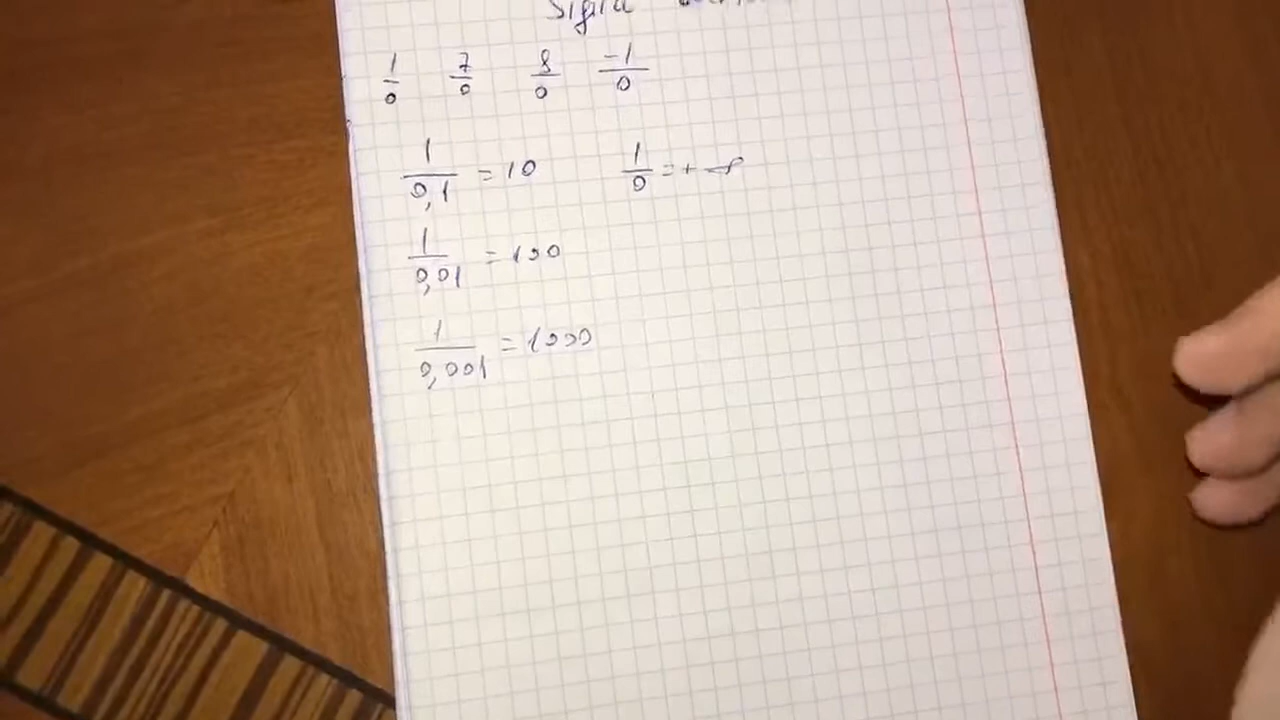 1/0 7/0 8/0 -1/0
1/0,1 = 10 1/0 = + ∞
1/0,01 = 100
1/0,001 = 1000